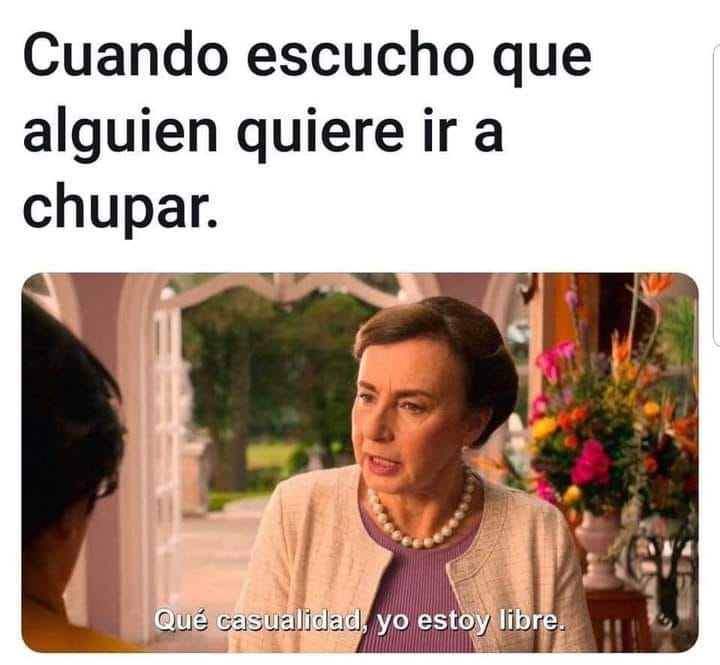 Cuando escucho que
alguien quiere ir a
chupar.
Qué casualidad, yo estoy libre.